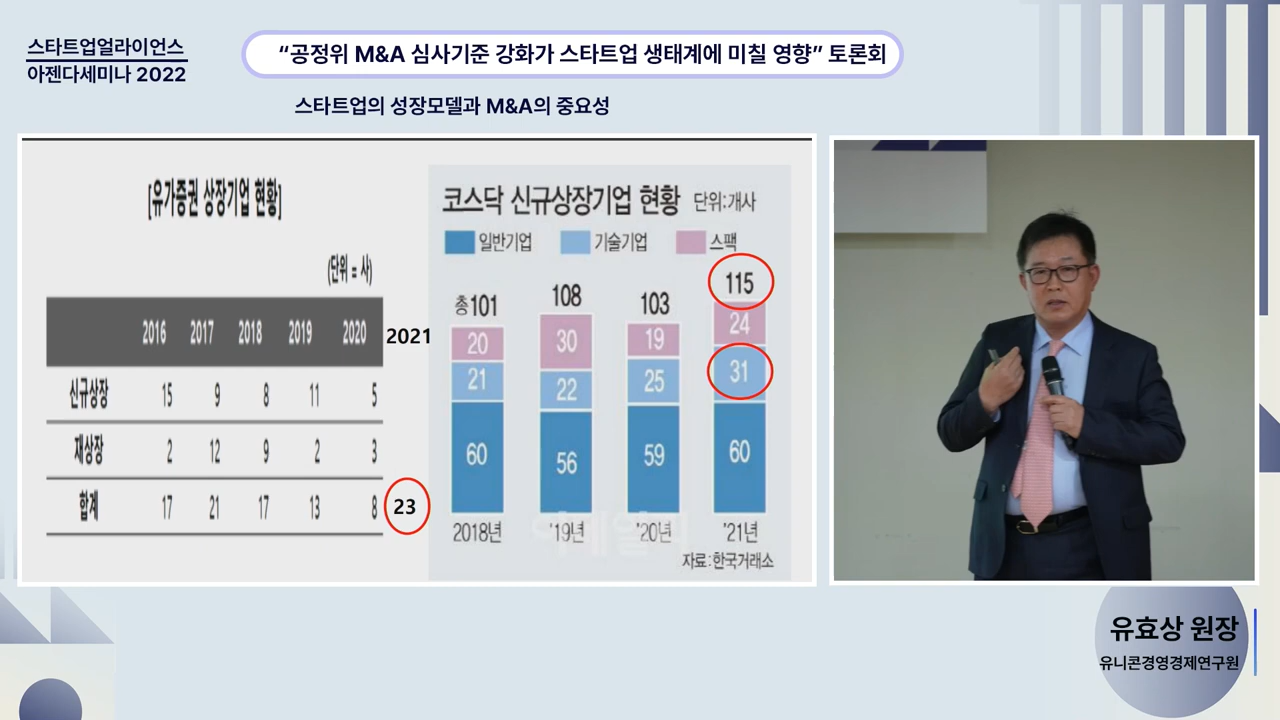 스타트업얼라이언스
아젠다세미나 2022
“공정위 M&A 심사기준 강화가 스타트업 생태계에 미칠 영향” 토론회
스타트업의 성장모델과 M&A의 중요성
[유가증권 상장기업 현황]
(단위 = 사)
2016 2017 2018 2019 2020 2021
신규상장 15 9 8 11 5
재상장 2 12 9 2 3
합계 17 21 17 13 8 23
코스닥 신규상장기업 현황 단위:개사
일반기업 기술기업 스팩
총101 108 103 115
20 30 19 24
21 22 25 31
60 56 59 60
2018년 ’19년 ’20년 ’21년
자료:한국거래소
유효상 원장
유니콘경영경제연구원